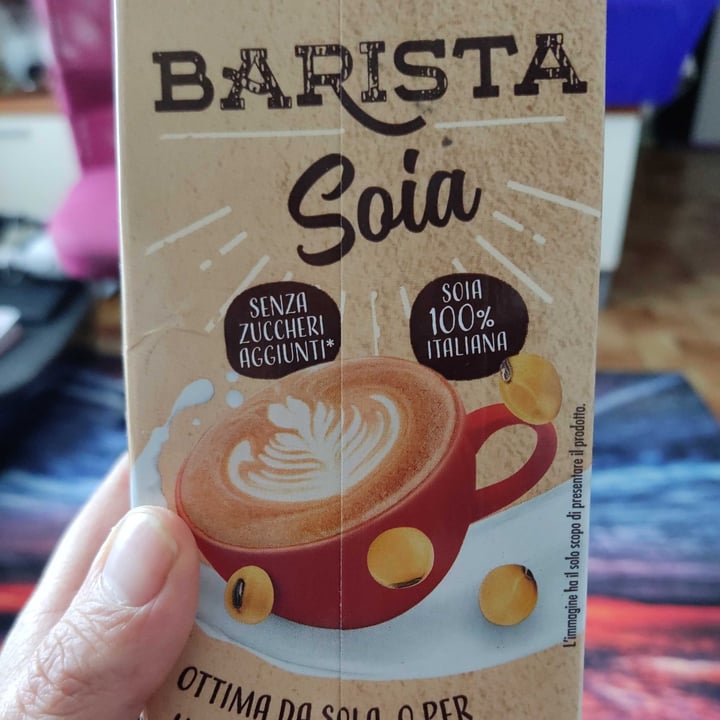 BARISTA
Soia
SENZA
ZUCCHERI
AGGIUNTI*
SOIA
100%
ITALIANA
L'immagine ha il solo scopo di presentare il prodotto.
OTTIMA DA SOLA, O PER